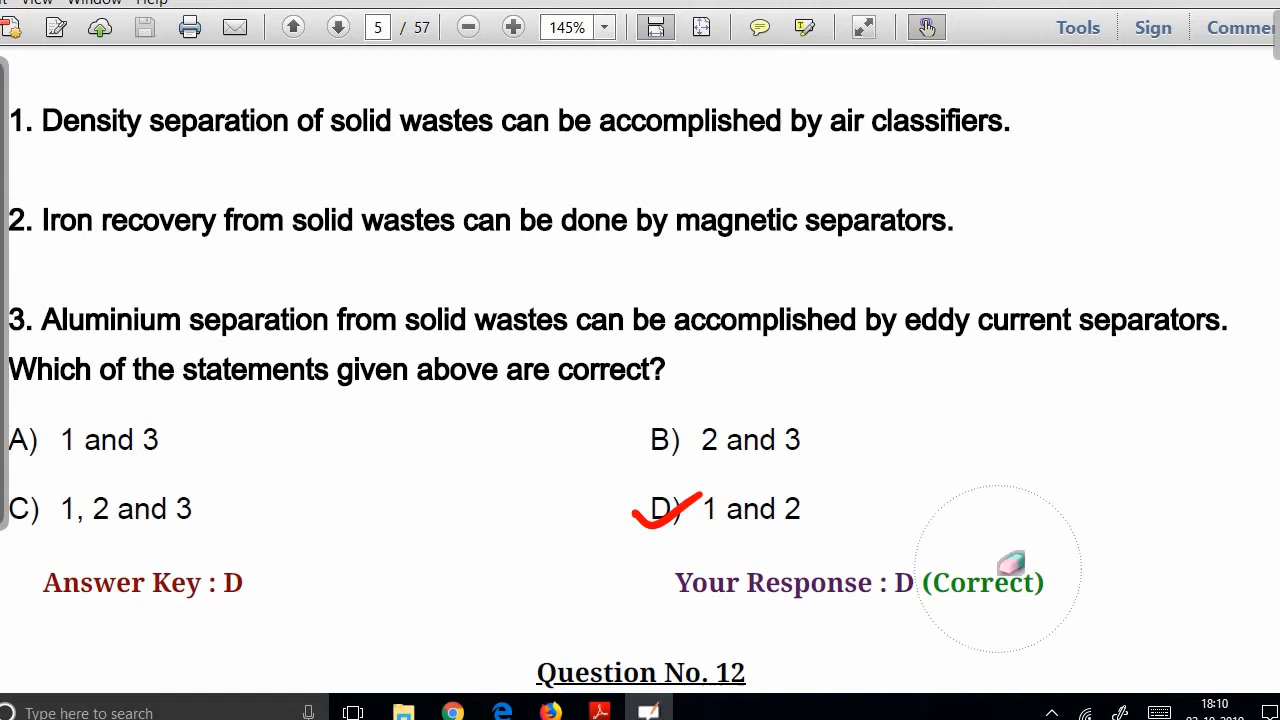 Window Help
5 / 57 145% Tools Sign
1. Density separation of solid wastes can be accomplished by air classifiers.
2. Iron recovery from solid wastes can be done by magnetic separators.
3. Aluminium separation from solid wastes can be accomplished by eddy current separators.
Which of the statements given above are correct?
A) 1 and 3 B) 2 and 3
C) 1, 2 and 3 D) 1 and 2
Answer Key : D Your Response : D (Correct)
Question No. 12
Type here to search 18:10